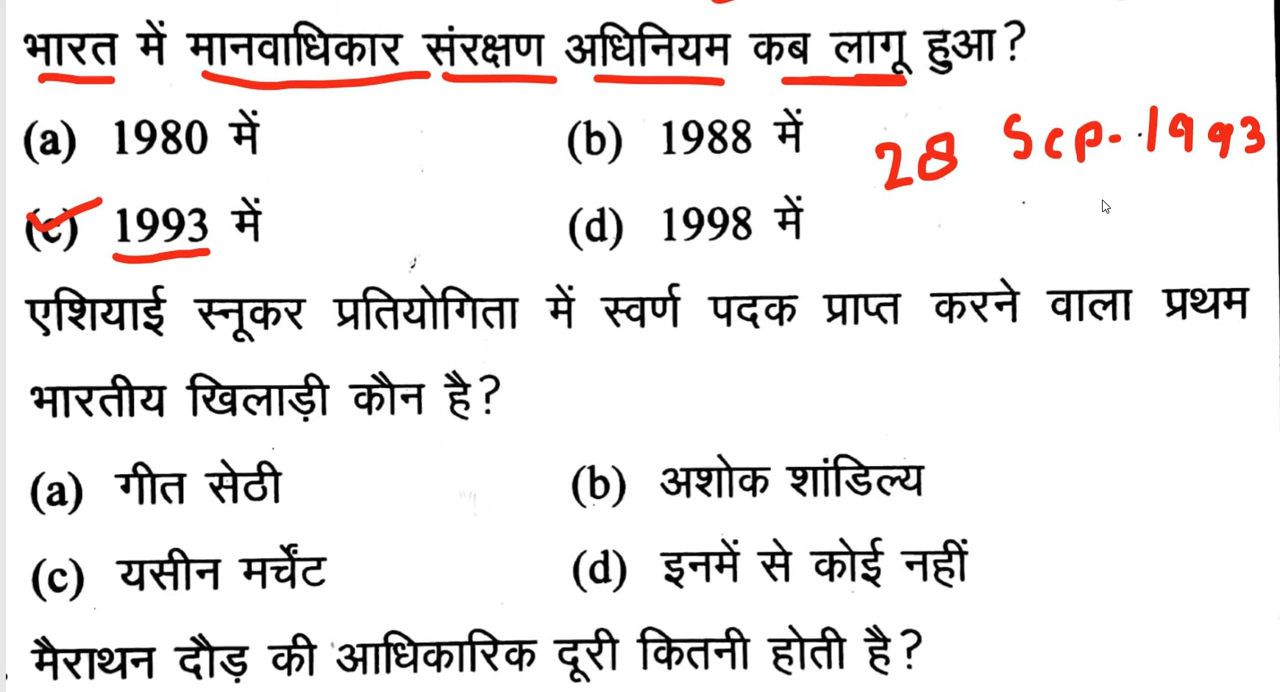 भारत में मानवाधिकार संरक्षण अधिनियम कब लागू हुआ?
(a) 1980 में (b) 1988 में 28 Sep. 1993
(c) 1993 में (d) 1998 में
एशियाई स्नूकर प्रतियोगिता में स्वर्ण पदक प्राप्त करने वाला प्रथम
भारतीय खिलाड़ी कौन है?
(a) गीत सेठी (b) अशोक शांडिल्य
(c) यसीन मर्चेंट (d) इनमें से कोई नहीं
मैराथन दौड़ की आधिकारिक दूरी कितनी होती है?